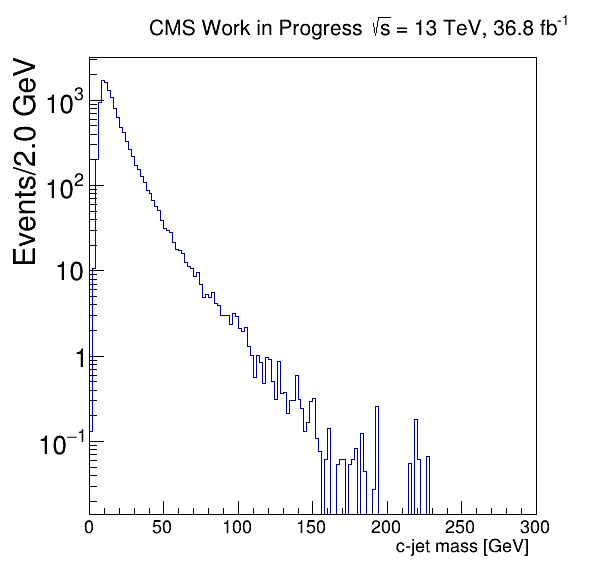 CMS Work in Progress √s = 13 TeV, 36.8 fb⁻¹
Events/2.0 GeV
10³
10²
10
1
10⁻¹
0 50 100 150 200 250 300
c-jet mass [GeV]